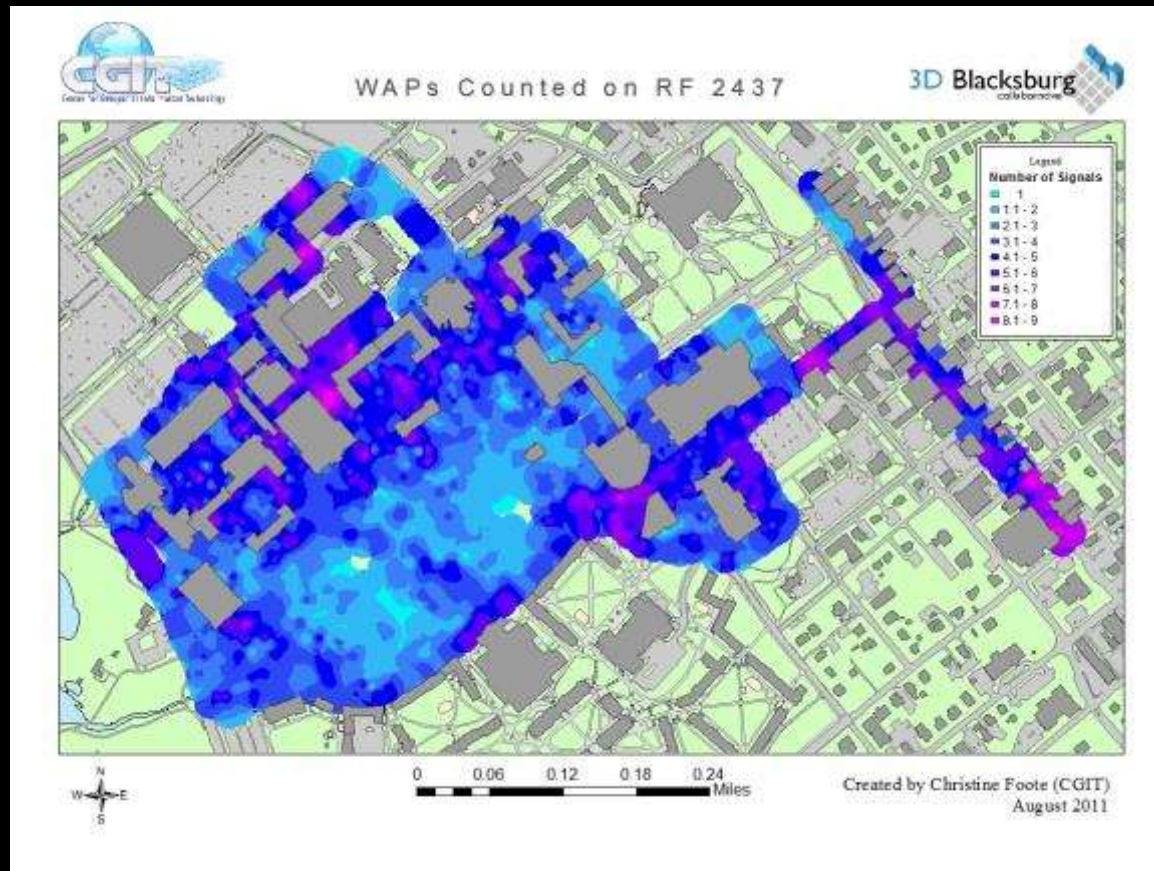 CGIT
WAPs Counted on RF 2437
3D Blacksburg
collaborative
Legend
Number of Signals
1
1.1 - 2
2.1 - 3
3.1 - 4
4.1 - 5
5.1 - 6
6.1 - 7
7.1 - 8
8.1 - 9
N
W E
S
0 0.06 0.12 0.18 0.24
Miles
Created by Christine Foote (CGIT)
August 2011